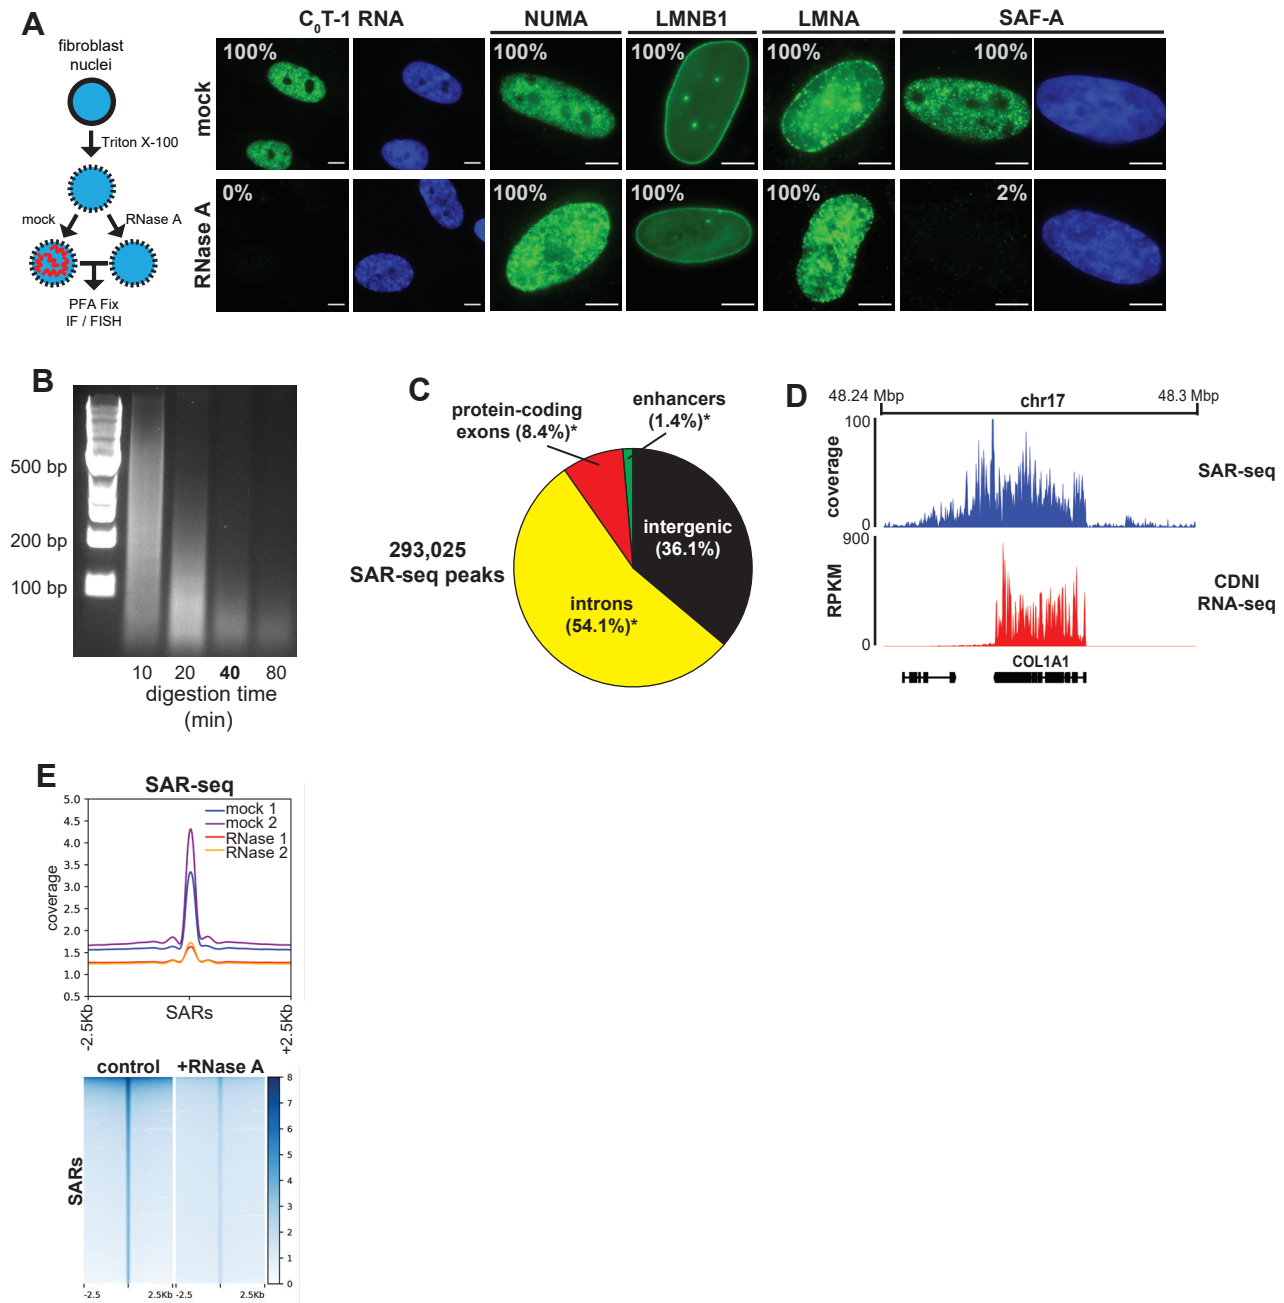 A
fibroblast
nuclei
Triton X-100
mock
RNase A
PFA Fix
IF / FISH
C₀T-1 RNA
NUMA
LMNB1
LMNA
SAF-A
mock
100%
100%
100%
100%
100%
RNase A
0%
100%
100%
100%
2%
B
500 bp
200 bp
100 bp
10 20 40 80
digestion time
(min)
C
293,025
SAR-seq peaks
protein-coding
exons (8.4%)*
enhancers
(1.4%)*
intergenic
(36.1%)
introns
(54.1%)*
D
48.24 Mbp
chr17
48.3 Mbp
100
coverage
0
SAR-seq
900
RPKM
0
CDNI
RNA-seq
COL1A1
E
SAR-seq
mock 1
mock 2
RNase 1
RNase 2
5.0
4.5
4.0
3.5
3.0
2.5
2.0
1.5
1.0
0.5
coverage
-2.5Kb
SARs
+2.5Kb
control
+RNase A
SARs
8
7
6
5
4
3
2
1
0
-2.5
2.5Kb
-2.5
2.5Kb